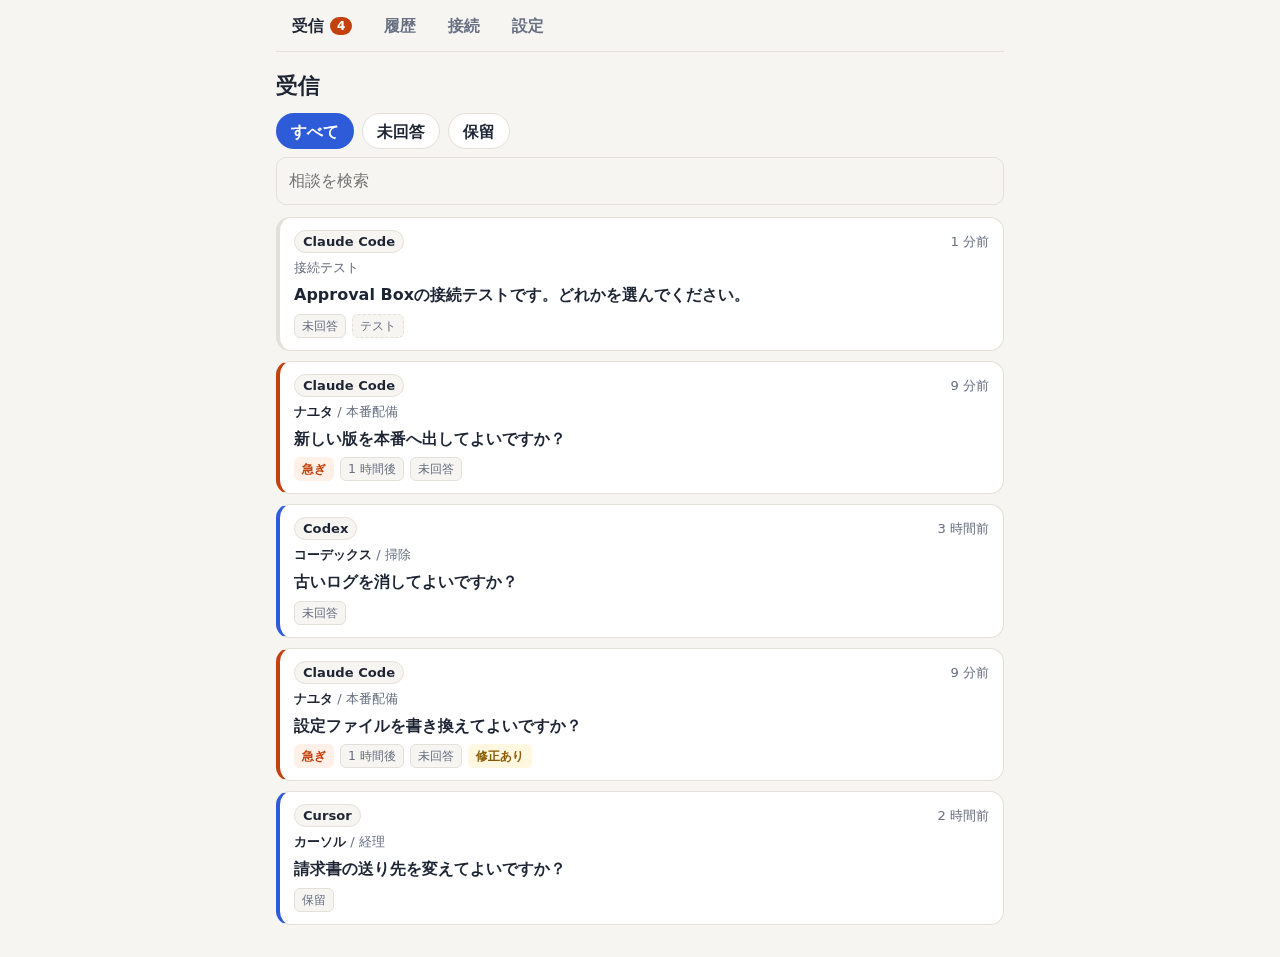 受信 4 履歴 接続 設定
受信
すべて 未回答 保留
相談を検索
Claude Code 1 分前
接続テスト
Approval Boxの接続テストです。どれかを選んでください。
未回答 テスト
Claude Code 9 分前
ナユタ / 本番配備
新しい版を本番へ出してよいですか？
急ぎ 1 時間後 未回答
Codex 3 時間前
コーデックス / 掃除
古いログを消してよいですか？
未回答
Claude Code 9 分前
ナユタ / 本番配備
設定ファイルを書き換えてよいですか？
急ぎ 1 時間後 未回答 修正あり
Cursor 2 時間前
カーソル / 経理
請求書の送り先を変えてよいですか？
保留